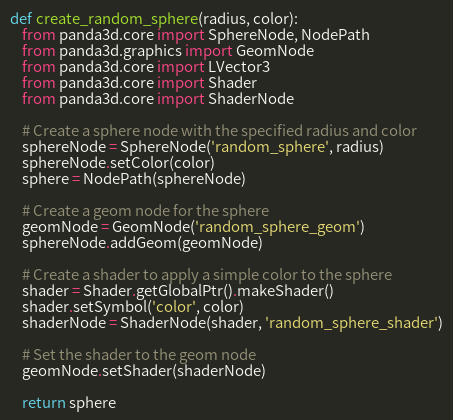 def create_random_sphere(radius, color):
    from panda3d.core import SphereNode, NodePath
    from panda3d.graphics import GeomNode
    from panda3d.core import LVector3
    from panda3d.core import Shader
    from panda3d.core import ShaderNode

    # Create a sphere node with the specified radius and color
    sphereNode = SphereNode('random_sphere', radius)
    sphereNode.setColor(color)
    sphere = NodePath(sphereNode)

    # Create a geom node for the sphere
    geomNode = GeomNode('random_sphere_geom')
    sphereNode.addGeom(geomNode)

    # Create a shader to apply a simple color to the sphere
    shader = Shader.getGlobalPtr().makeShader()
    shader.setSymbol('color', color)
    shaderNode = ShaderNode(shader, 'random_sphere_shader')

    # Set the shader to the geom node
    geomNode.setShader(shaderNode)

    return sphere